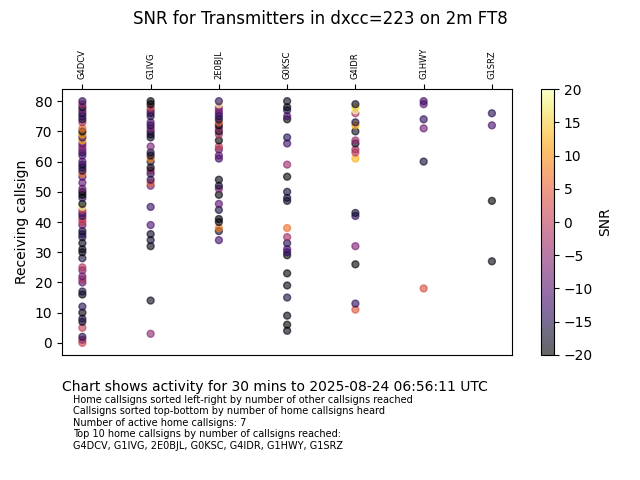 SNR for Transmitters in dxcc=223 on 2m FT8
G4DCV G1IVG 2E0BJL G0KSC G4IDR G1HWY G1SRZ
80
70
60
50
40
30
20
10
0
Receiving callsign
20
15
10
5
0
−5
−10
−15
−20
SNR
Chart shows activity for 30 mins to 2025-08-24 06:56:11 UTC
Home callsigns sorted left-right by number of other callsigns reached
Callsigns sorted top-bottom by number of home callsigns heard
Number of active home callsigns: 7
Top 10 home callsigns by number of callsigns reached:
G4DCV, G1IVG, 2E0BJL, G0KSC, G4IDR, G1HWY, G1SRZ